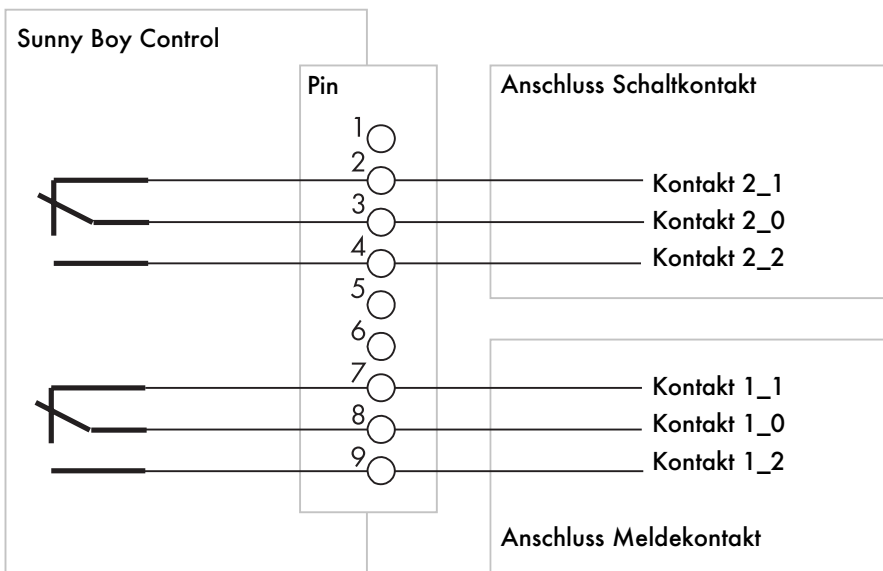 Sunny Boy Control
Pin
Anschluss Schaltkontakt
1
2
Kontakt 2_1
3
Kontakt 2_0
4
Kontakt 2_2
5
6
7
Kontakt 1_1
8
Kontakt 1_0
9
Kontakt 1_2
Anschluss Meldekontakt